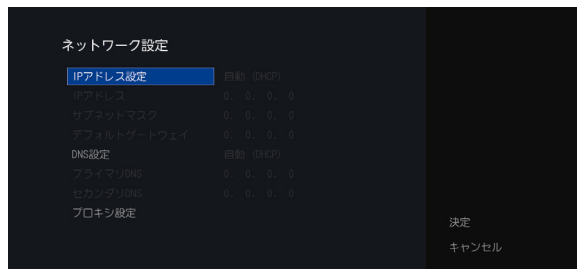 ネットワーク設定
IPアドレス設定 自動 (DHCP)
IPアドレス 0. 0. 0. 0
サブネットマスク 0. 0. 0. 0
デフォルトゲートウェイ 0. 0. 0. 0
DNS設定 自動 (DHCP)
プライマリDNS 0. 0. 0. 0
セカンダリDNS 0. 0. 0. 0
プロキシ設定
決定
キャンセル